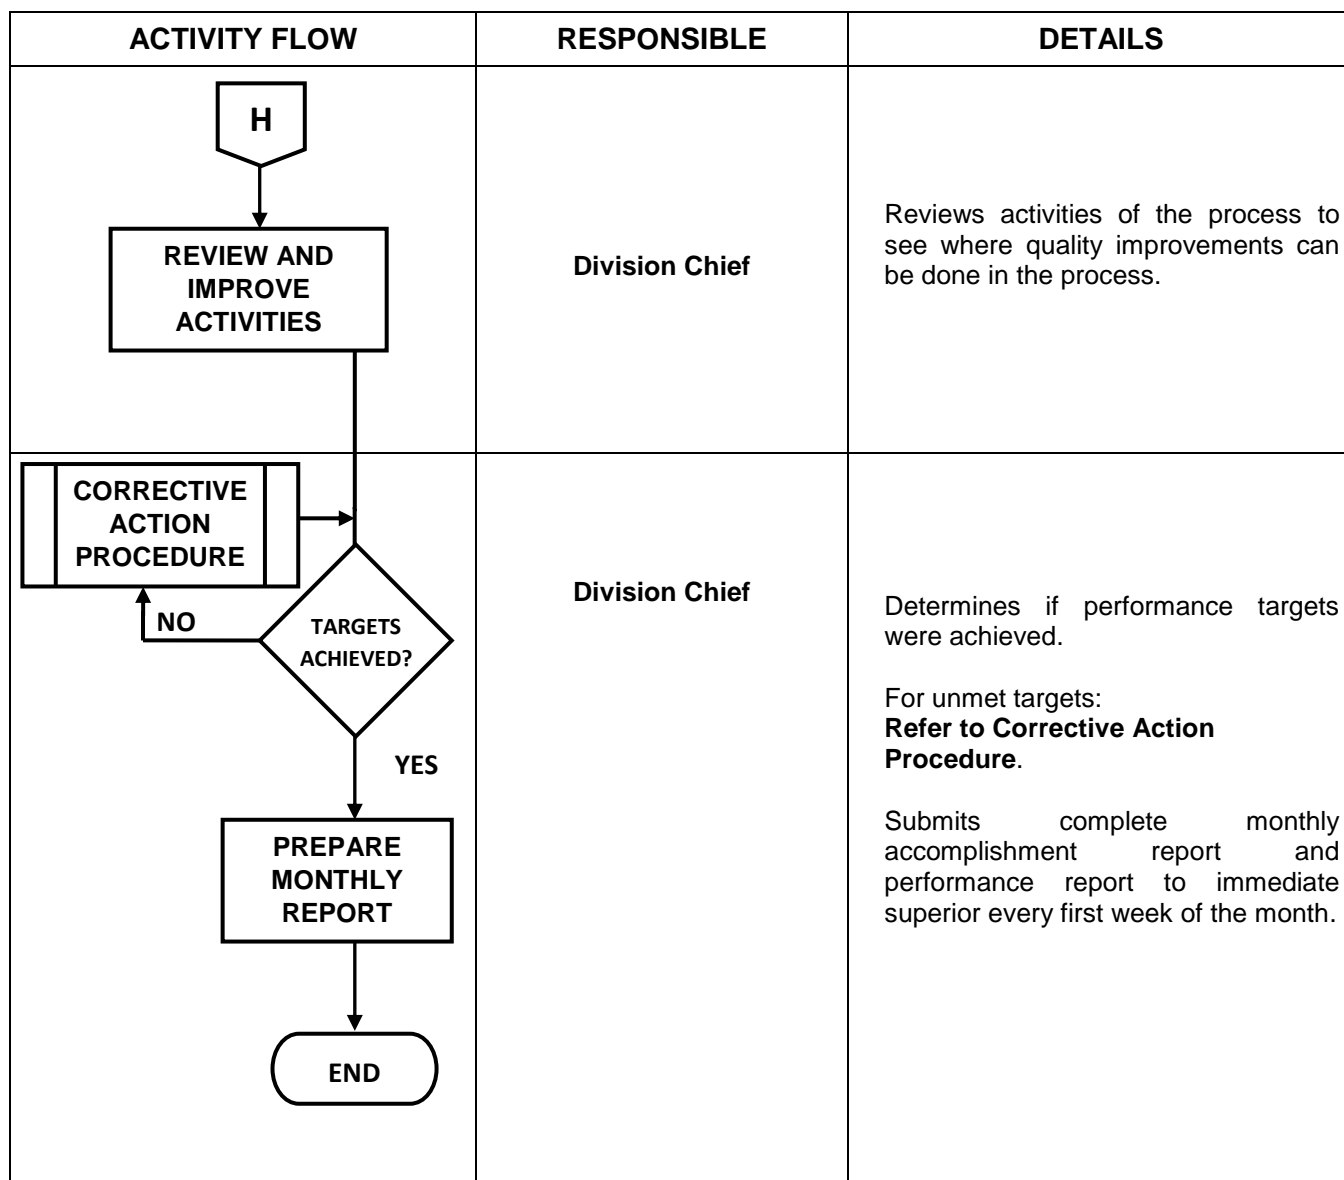 ACTIVITY FLOW
RESPONSIBLE
DETAILS
H
REVIEW AND
IMPROVE
ACTIVITIES
Division Chief
Reviews activities of the process to
see where quality improvements can
be done in the process.
CORRECTIVE
ACTION
PROCEDURE
NO
TARGETS
ACHIEVED?
YES
PREPARE
MONTHLY
REPORT
END
Division Chief
Determines if performance targets
were achieved.
For unmet targets:
Refer to Corrective Action
Procedure.
Submits complete monthly
accomplishment report and
performance report to immediate
superior every first week of the month.